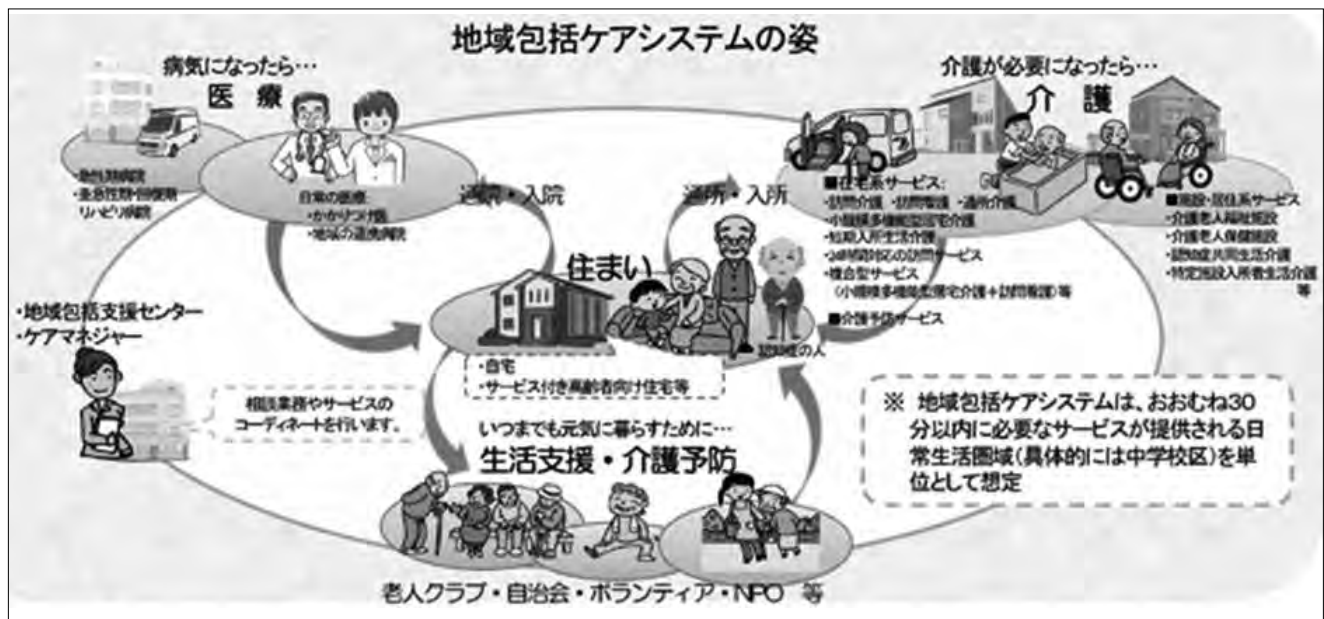 地域包括ケアシステムの姿
病気になったら…
医 療
・急性期病院
・亜急性期・回復期
リハビリ病院
日常の医療:
・かかりつけ医
・地域の連携病院
通院・入院
通所・入所
介護が必要になったら…
介 護
■在宅系サービス:
・訪問介護 ・訪問看護 ・通所介護
・小規模多機能型居宅介護
・短期入所生活介護
・24時間対応の訪問サービス
・複合型サービス
(小規模多機能型居宅介護+訪問看護)等
■介護予防サービス
■施設・居住系サービス
・介護老人福祉施設
・介護老人保健施設
・認知症共同生活介護
・特定施設入所者生活介護
等
住まい
認知症の人
・自宅
・サービス付き高齢者向け住宅等
・地域包括支援センター
・ケアマネジャー
相談業務やサービスの
コーディネートを行います。
いつまでも元気に暮らすために…
生活支援・介護予防
老人クラブ・自治会・ボランティア・NPO 等
※ 地域包括ケアシステムは、おおむね30
分以内に必要なサービスが提供される日
常生活圏域(具体的には中学校区)を単
位として想定